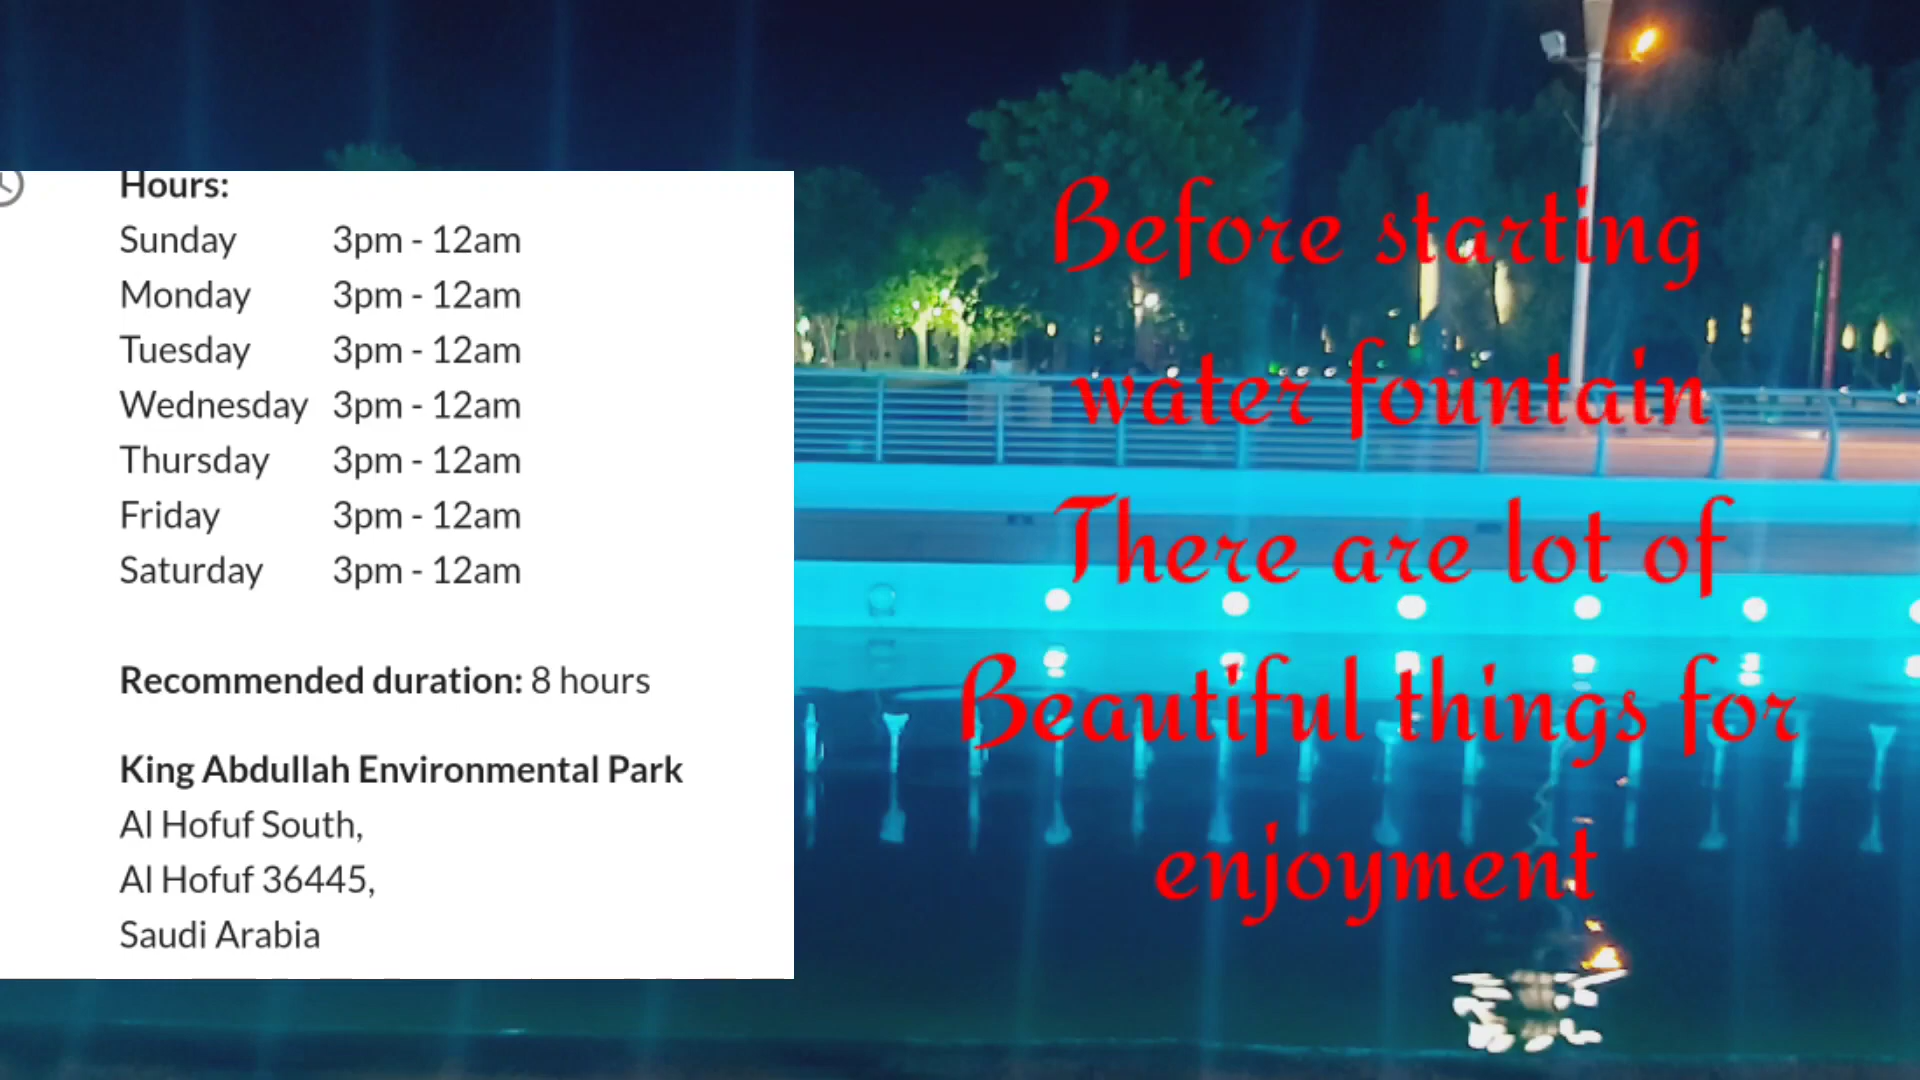 Hours:
Sunday 3pm - 12am
Monday 3pm - 12am
Tuesday 3pm - 12am
Wednesday 3pm - 12am
Thursday 3pm - 12am
Friday 3pm - 12am
Saturday 3pm - 12am
Recommended duration: 8 hours
King Abdullah Environmental Park
Al Hofuf South,
Al Hofuf 36445,
Saudi Arabia
Before starting
water fountain
There are lot of
Beautiful things for
enjoyment